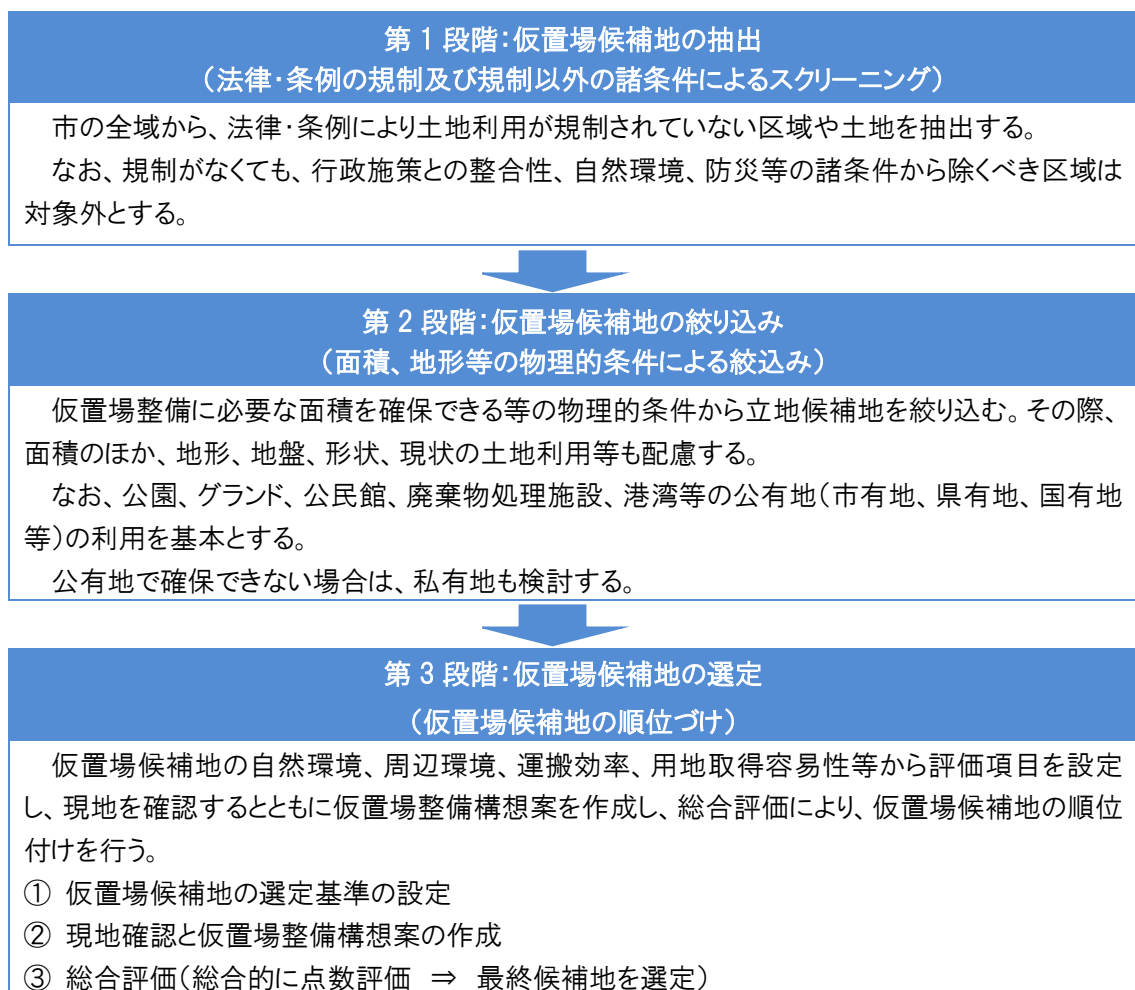 第 1 段階：仮置場候補地の抽出
（法律・条例の規制及び規制以外の諸条件によるスクリーニング）
市の全域から、法律・条例により土地利用が規制されていない区域や土地を抽出する。
なお、規制がなくても、行政施策との整合性、自然環境、防災等の諸条件から除くべき区域は
対象外とする。
第 2 段階：仮置場候補地の絞り込み
（面積、地形等の物理的条件による絞込み）
仮置場整備に必要な面積を確保できる等の物理的条件から立地候補地を絞り込む。その際、
面積のほか、地形、地盤、形状、現状の土地利用等も配慮する。
なお、公園、グランド、公民館、廃棄物処理施設、港湾等の公有地（市有地、県有地、国有地
等）の利用を基本とする。
公有地で確保できない場合は、私有地も検討する。
第 3 段階：仮置場候補地の選定
（仮置場候補地の順位づけ）
仮置場候補地の自然環境、周辺環境、運搬効率、用地取得容易性等から評価項目を設定
し、現地を確認するとともに仮置場整備構想案を作成し、総合評価により、仮置場候補地の順位
付けを行う。
① 仮置場候補地の選定基準の設定
② 現地確認と仮置場整備構想案の作成
③ 総合評価（総合的に点数評価 ⇒ 最終候補地を選定）